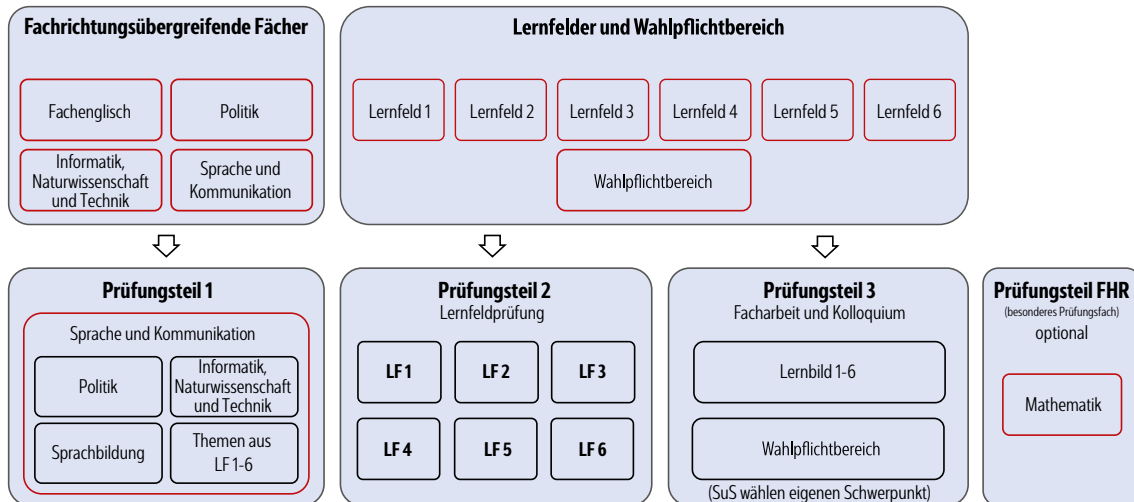 Fachrichtungsübergreifende Fächer
Fachenglisch
Politik
Informatik,
Naturwissenschaft
und Technik
Sprache und
Kommunikation
Lernfelder und Wahlpflichtbereich
Lernfeld 1
Lernfeld 2
Lernfeld 3
Lernfeld 4
Lernfeld 5
Lernfeld 6
Wahlpflichtbereich
Prüfungsteil 1
Sprache und Kommunikation
Politik
Informatik,
Naturwissenschaft
und Technik
Sprachbildung
Themen aus
LF 1-6
Prüfungsteil 2
Lernfeldprüfung
LF 1
LF 2
LF 3
LF 4
LF 5
LF 6
Prüfungsteil 3
Facharbeit und Kolloquium
Lernbild 1-6
Wahlpflichtbereich
(SuS wählen eigenen Schwerpunkt)
Prüfungsteil FHR
(besonderes Prüfungsfach)
optional
Mathematik